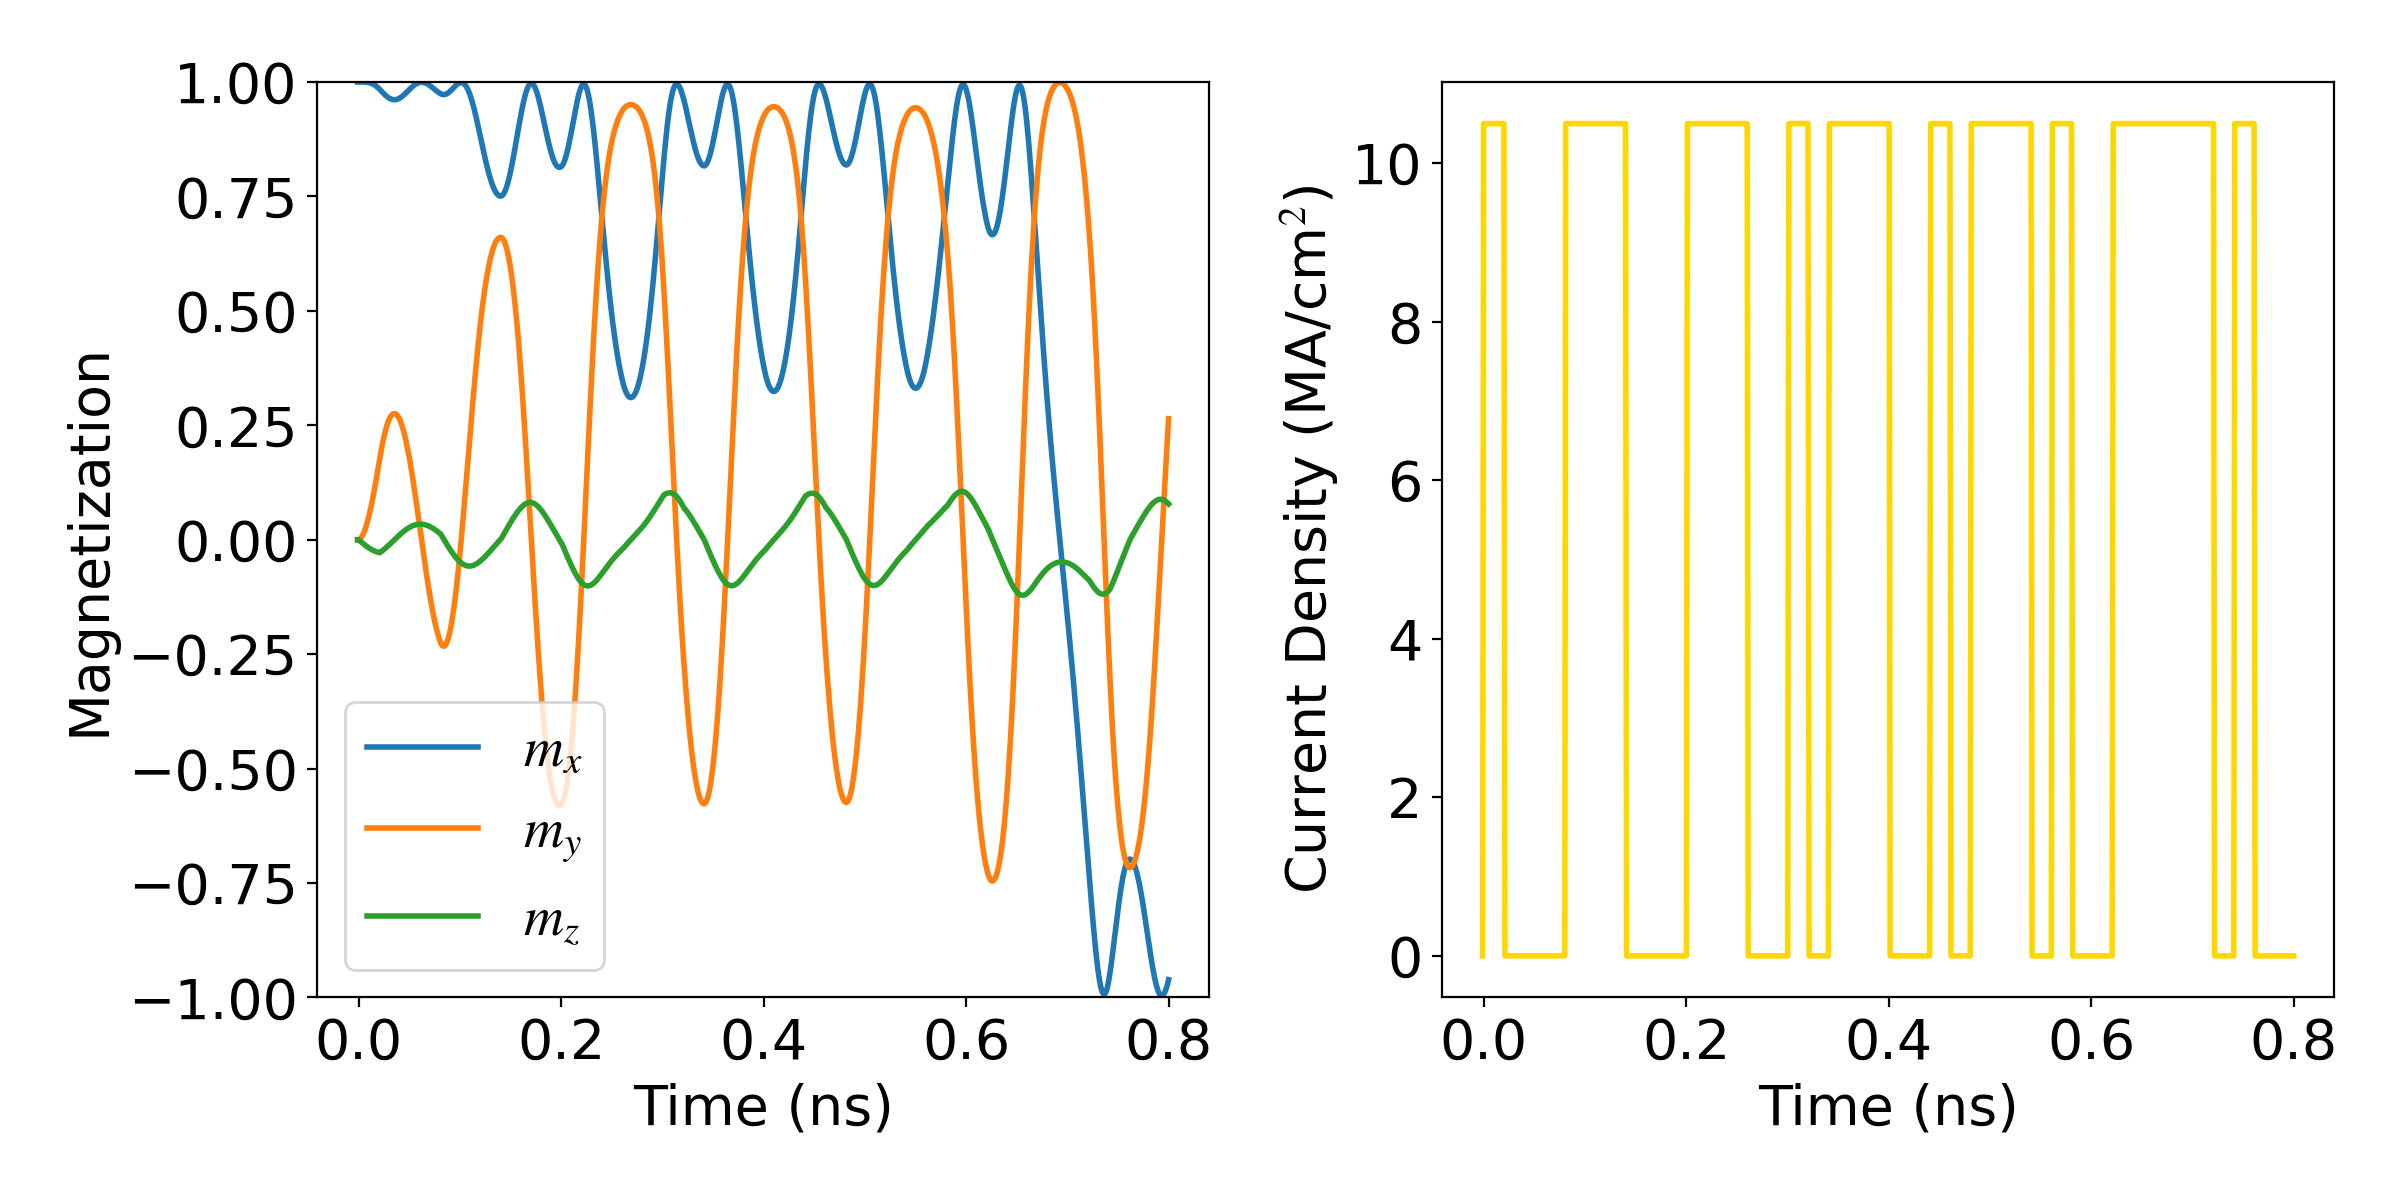 1.00
0.75
0.50
0.25
0.00
−0.25
−0.50
−0.75
−1.00
Magnetization
m_x
m_y
m_z
0.0 0.2 0.4 0.6 0.8
Time (ns)
10
8
6
4
2
0
Current Density (MA/cm²)
0.0 0.2 0.4 0.6 0.8
Time (ns)